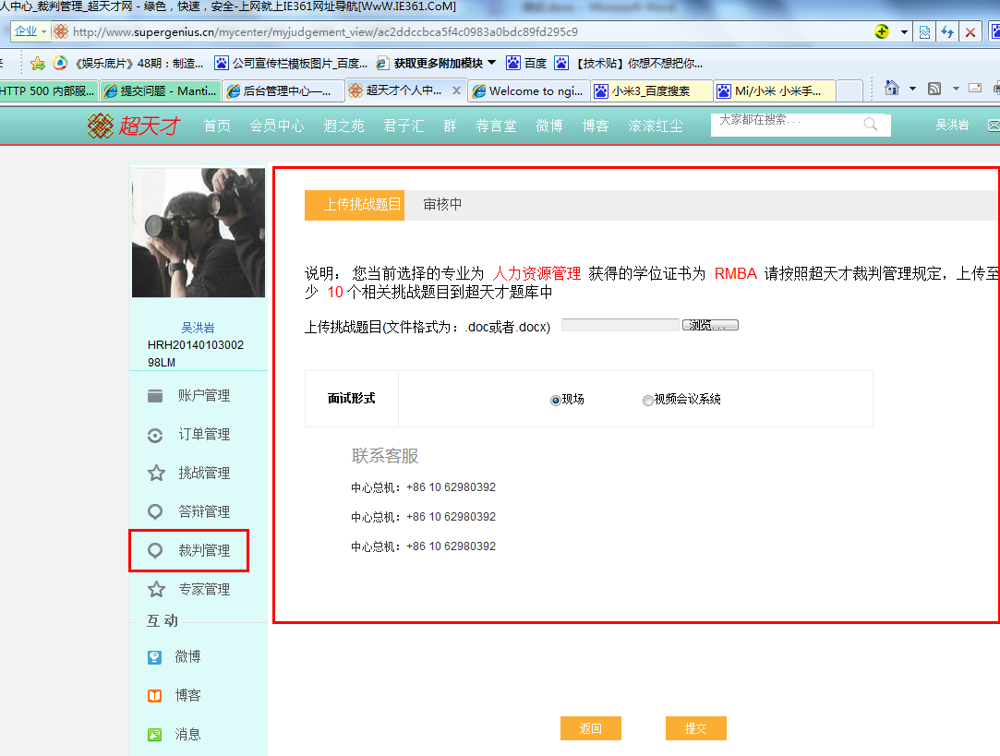 人中心_裁判管理_超天才网 - 绿色，快速，安全-上网就上IE361网址导航[WwW.IE361.CoM]
企业 http://www.supergenius.cn/mycenter/myjudgement_view/ac2ddccbca5f4c0983a0bdc89fd295c9
《娱乐底片》48期：制造... 公司宣传栏模板图片_百度... 获取更多附加模块 百度 【技术贴】你想不想把你...
HTTP 500 内部服... 提交问题 - Manti... 后台管理中心—... 超天才个人中... X Welcome to ngi... 小米3_百度搜索 Mi/小米 小米手...
超天才 首页 会员中心 遐之苑 君子汇 群 荐言堂 微博 博客 滚滚红尘 大家都在搜索... 吴洪岩
上传挑战题目 审核中
说明： 您当前选择的专业为 人力资源管理 获得的学位证书为 RMBA 请按照超天才裁判管理规定，上传至
少 10 个相关挑战题目到超天才题库中
上传挑战题目(文件格式为：.doc或者.docx) 浏览...
面试形式 现场 视频会议系统
联系客服
中心总机：+86 10 62980392
中心总机：+86 10 62980392
中心总机：+86 10 62980392
返回 提交
吴洪岩
HRH20140103002
98LM
账户管理
订单管理
挑战管理
答辩管理
裁判管理
专家管理
互 动
微博
博客
消息